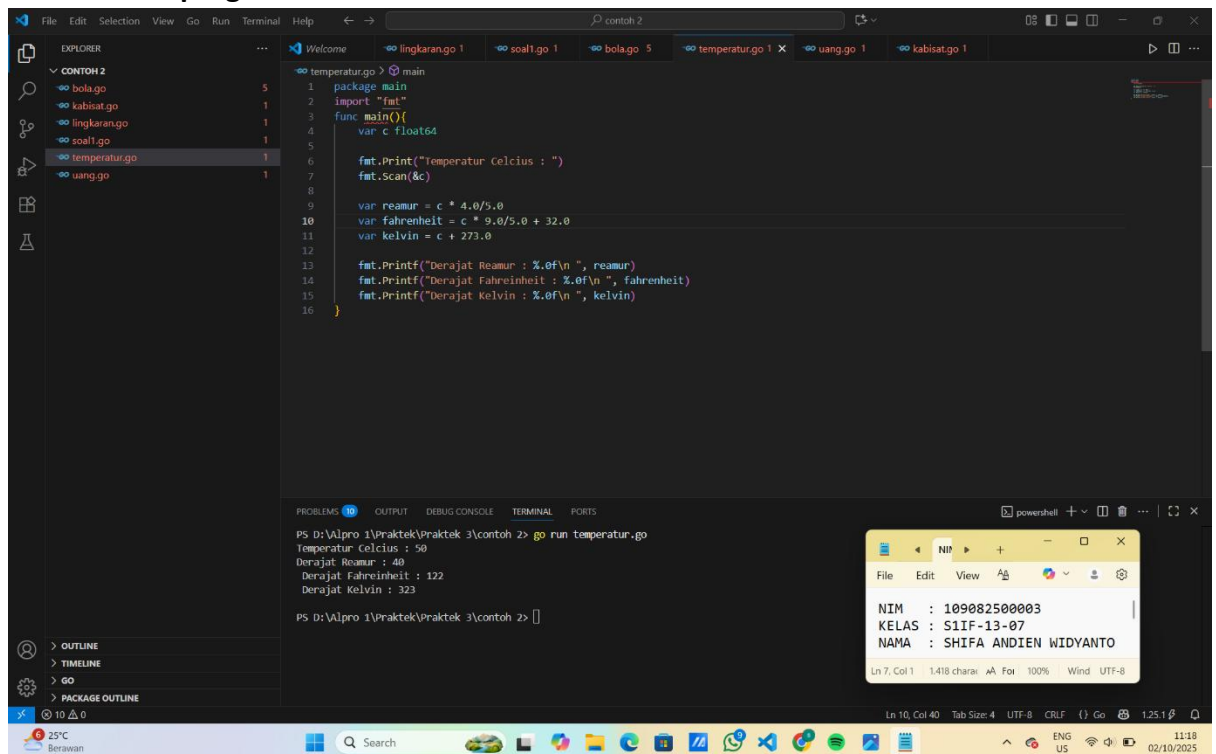 File Edit Selection View Go Run Terminal Help
contoh 2
EXPLORER
CONTOH 2
bola.go 5
kabisat.go 1
lingkaran.go 1
soal1.go 1
temperatur.go 1
uang.go 1
OUTLINE
TIMELINE
GO
PACKAGE OUTLINE
Welcome lingkaran.go 1 soal1.go 1 bola.go 5 temperatur.go 1 uang.go 1 kabisat.go 1
temperatur.go > main
1 package main
2 import "fmt"
3 func main(){
4 var c float64
5
6 fmt.Print("Temperatur Celcius : ")
7 fmt.Scan(&c)
8
9 var reamur = c * 4.0/5.0
10 var fahrenheit = c * 9.0/5.0 + 32.0
11 var kelvin = c + 273.0
12
13 fmt.Printf("Derajat Reamur : %.0f\n ", reamur)
14 fmt.Printf("Derajat Fahreinheit : %.0f\n ", fahrenheit)
15 fmt.Printf("Derajat Kelvin : %.0f\n ", kelvin)
16 }
PROBLEMS 10 OUTPUT DEBUG CONSOLE TERMINAL PORTS
powershell
PS D:\Alpro 1\Praktek\Praktek 3\contoh 2> go run temperatur.go
Temperatur Celcius : 50
Derajat Reamur : 40
Derajat Fahreinheit : 122
Derajat Kelvin : 323
PS D:\Alpro 1\Praktek\Praktek 3\contoh 2>
NIM
File Edit View
NIM : 109082500003
KELAS : S1IF-13-07
NAMA : SHIFA ANDIEN WIDYANTO
Ln 7, Col 1 1.418 charac For 100% Wind UTF-8
10 0
Ln 10, Col 40 Tab Size: 4 UTF-8 CRLF {} Go 1.25.1
6
25°C
Berawan
Search
ENG
US
11:18
02/10/2025